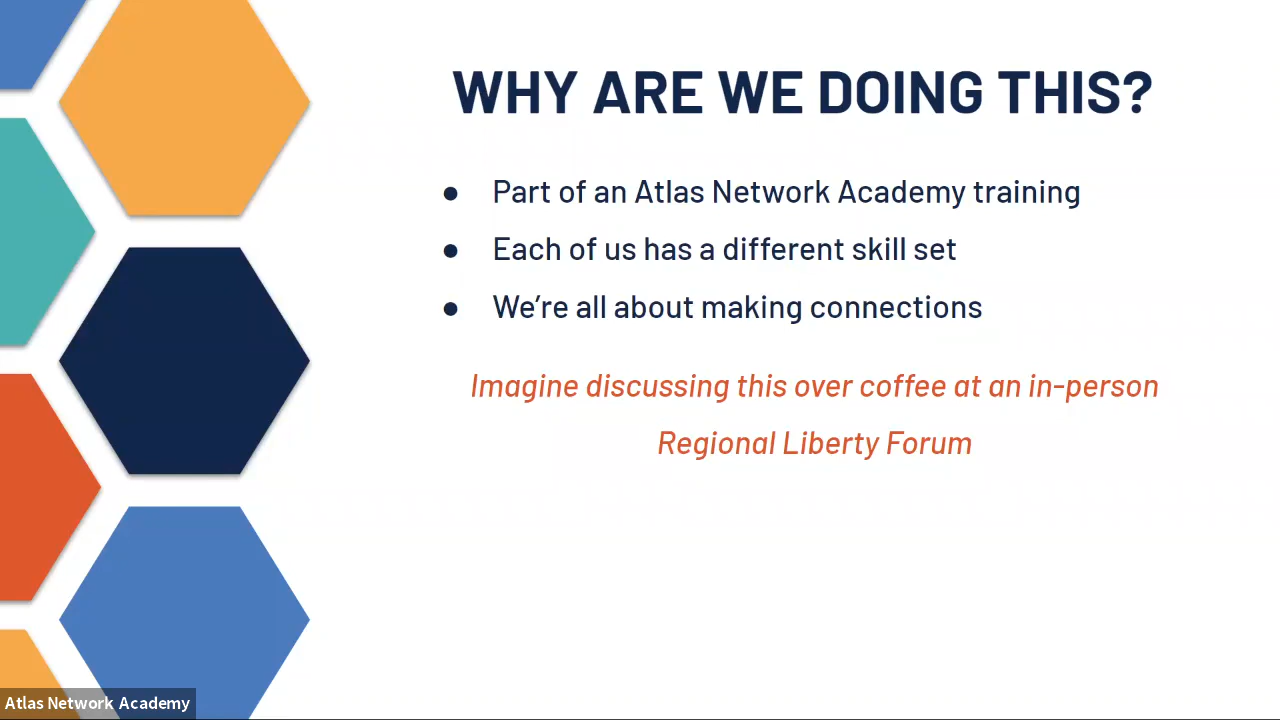 WHY ARE WE DOING THIS?
● Part of an Atlas Network Academy training
● Each of us has a different skill set
● We’re all about making connections
Imagine discussing this over coffee at an in-person
Regional Liberty Forum
Atlas Network Academy